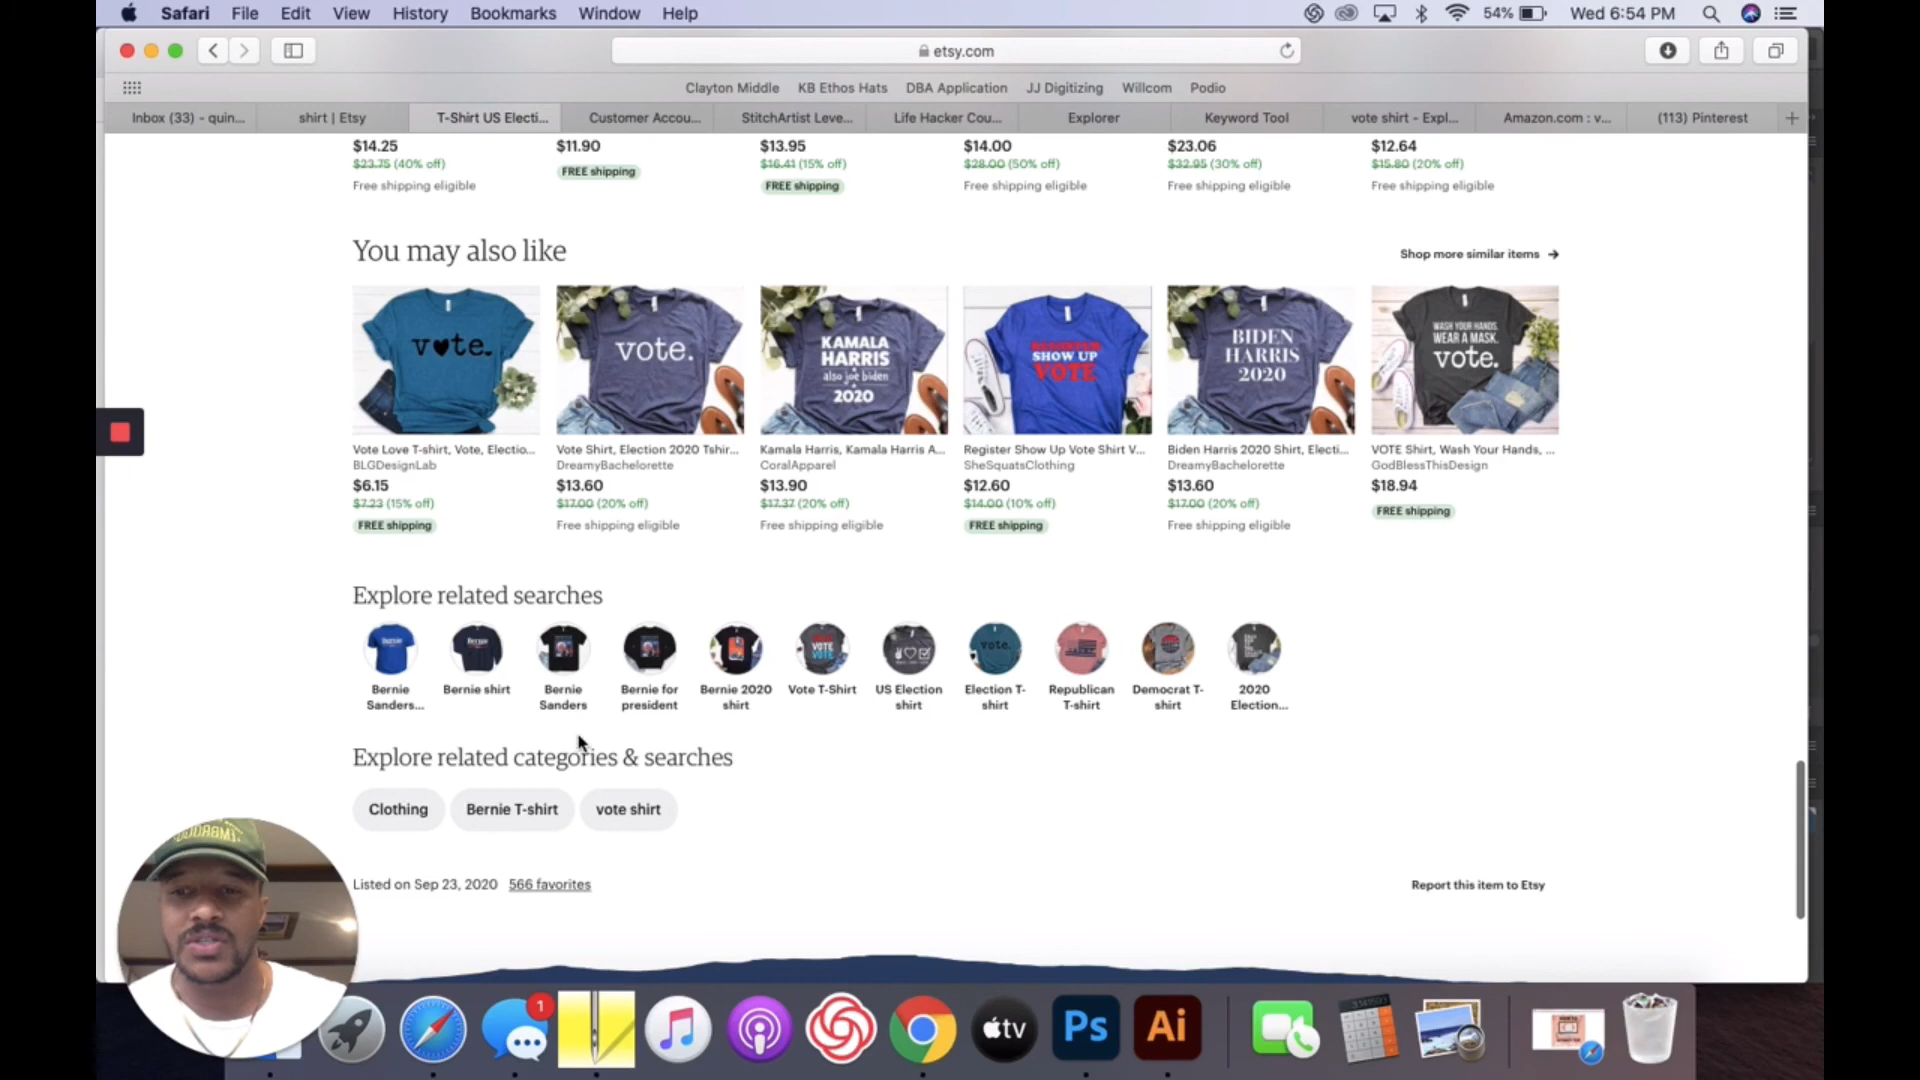 Safari File Edit View History Bookmarks Window Help 54% Wed 6:54 PM
etsy.com
Clayton Middle KB Ethos Hats DBA Application JJ Digitizing Willcom Podio
Inbox (33) - quin... shirt | Etsy T-Shirt US Electi... Customer Accou... StitchArtist Leve... Life Hacker Cou... Explorer Keyword Tool vote shirt - Expl... Amazon.com : v... (113) Pinterest
$14.25 $11.90 $13.95 $14.00 $23.06 $12.64
$23.75 (40% off) FREE shipping $16.41 (15% off) $28.00 (50% off) $32.95 (30% off) $15.80 (20% off)
Free shipping eligible FREE shipping Free shipping eligible Free shipping eligible Free shipping eligible
You may also like Shop more similar items →
vote.
vote.
KAMALA
HARRIS
also joe biden
2020
SHOW UP
VOTE
BIDEN
HARRIS
2020
WASH YOUR HANDS.
WEAR A MASK.
vote.
Vote Love T-shirt, Vote, Electio... Vote Shirt, Election 2020 Tshir... Kamala Harris, Kamala Harris A... Register Show Up Vote Shirt V... Biden Harris 2020 Shirt, Electi... VOTE Shirt, Wash Your Hands, ...
BLGDesignLab DreamyBachelorette CoralApparel SheSquatsClothing DreamyBachelorette GodBlessThisDesign
$6.15 $13.60 $13.90 $12.60 $13.60 $18.94
$7.23 (15% off) $17.00 (20% off) $17.37 (20% off) $14.00 (10% off) $17.00 (20% off) FREE shipping
FREE shipping Free shipping eligible Free shipping eligible FREE shipping Free shipping eligible
Explore related searches
Bernie Sanders... Bernie shirt Bernie Sanders Bernie for president Bernie 2020 shirt Vote T-Shirt US Election shirt Election T-shirt Republican T-shirt Democrat T-shirt 2020 Election...
Explore related categories & searches
Clothing Bernie T-shirt vote shirt
Listed on Sep 23, 2020 566 favorites Report this item to Etsy
1 tv Ps Ai